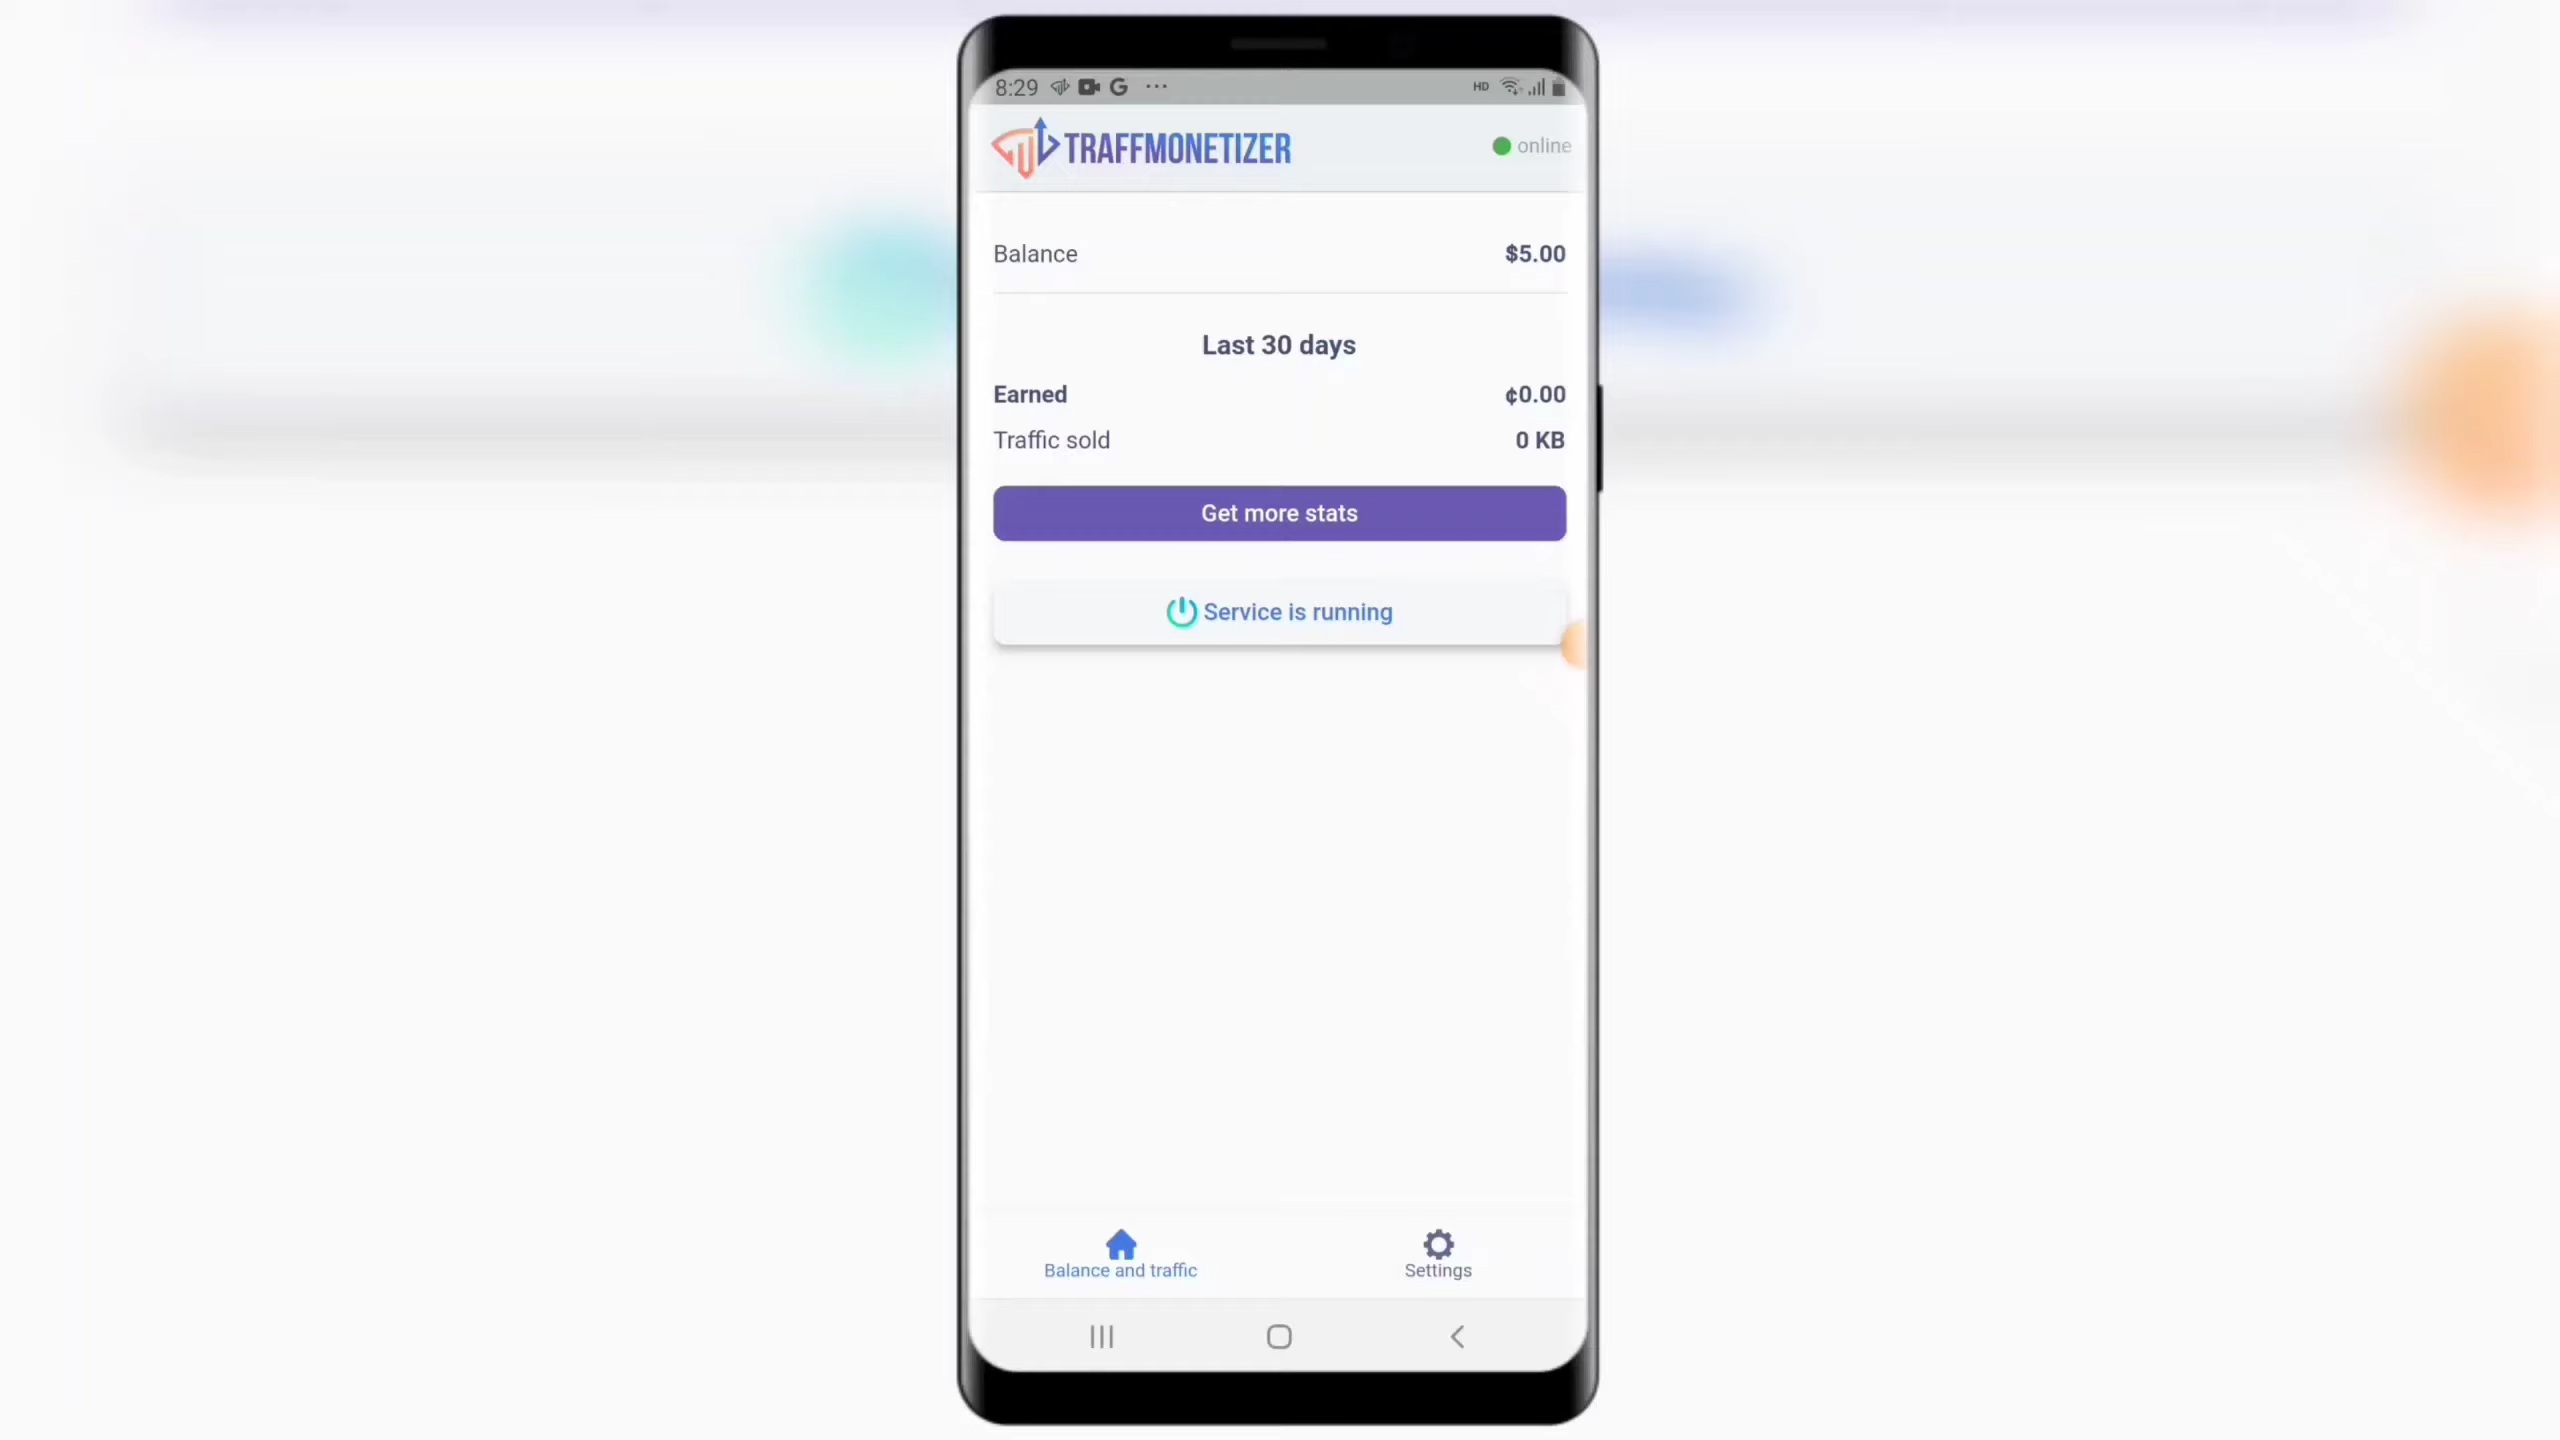 8:29 G ... HD
TRAFFMONETIZER
online
Balance $5.00
Last 30 days
Earned ¢0.00
Traffic sold 0 KB
Get more stats
Service is running
Balance and traffic
Settings